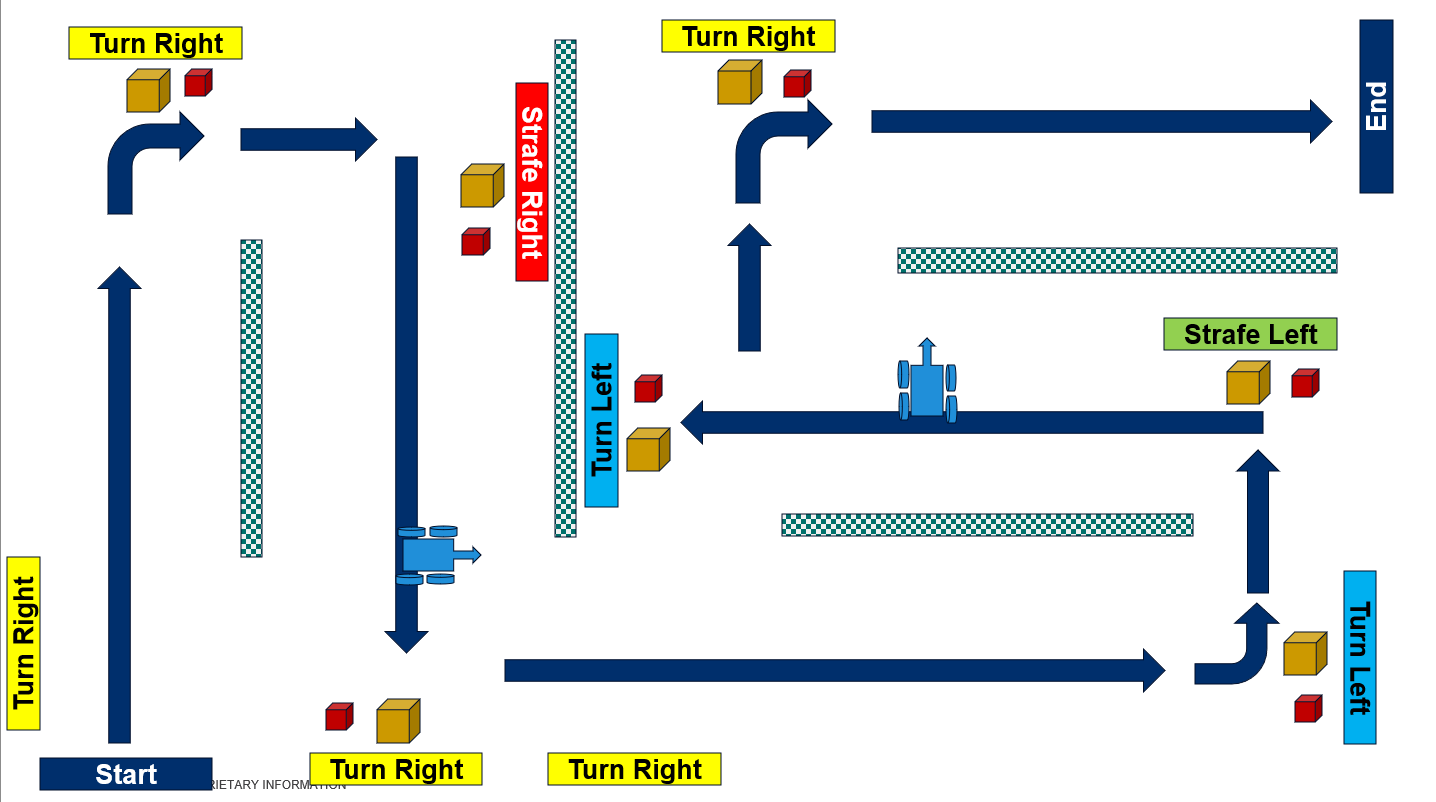 Turn Right
Turn Right
End
Strafe Right
Strafe Left
Turn Left
Turn Right
Turn Left
Start
RIETARY INFORMATION
Turn Right
Turn Right